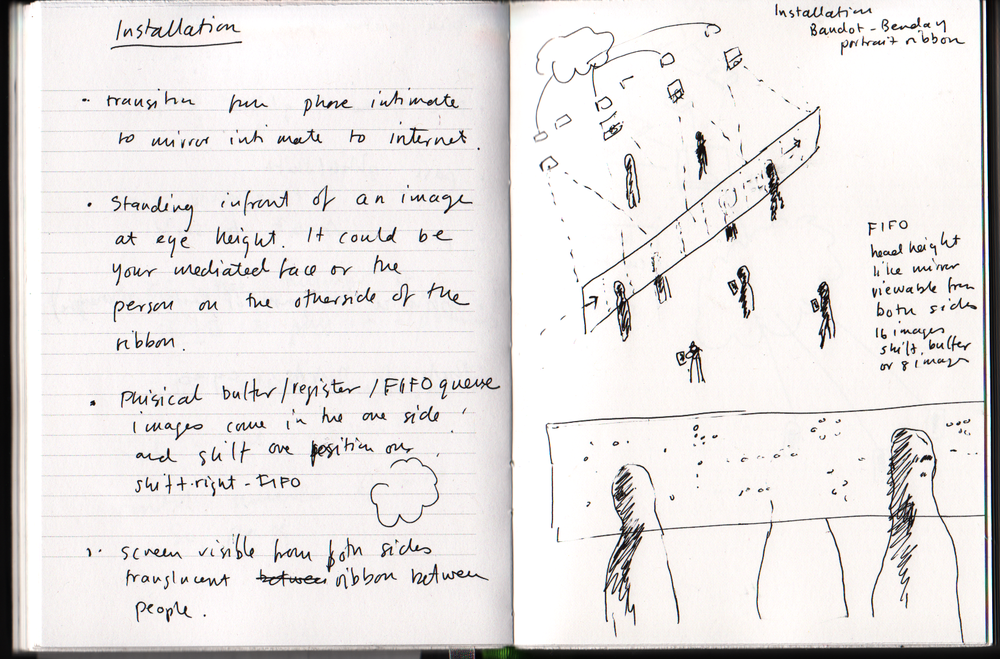 Installation
• transition from phone intimate
to mirror intimate to internet.
• Standing infront of an image
at eye height. It could be
your mediated face or the
person on the otherside of the
ribbon.
• Phisical buffer/register/FIFO queue
images come in the one side
and shift one position over
shift-right - FIFO
• screen visible from both sides
translucent between ribbon between
people.
Installation
Baudot-Benday
portrait ribbon
FIFO
head height
like mirror
viewable from
both sides
16 images
shift buffer
or 8 image